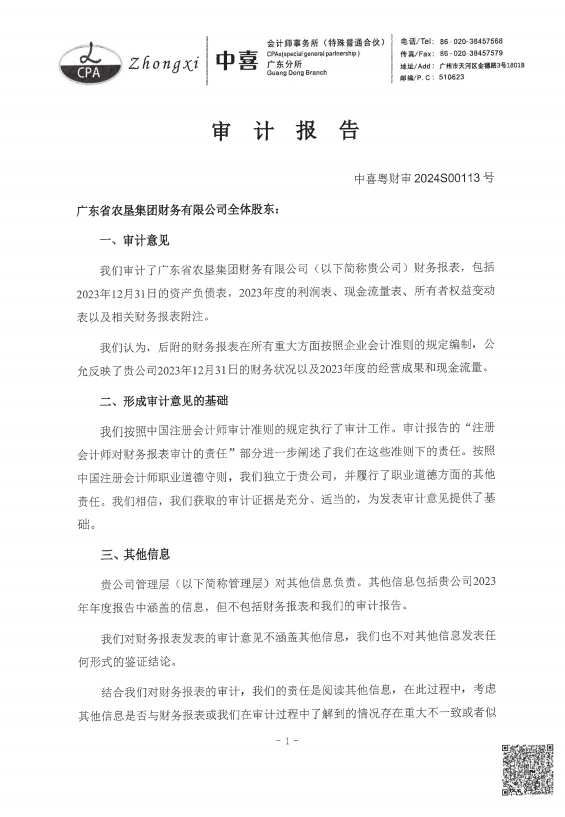 CPA
Zhongxi
中喜
会计师事务所（特殊普通合伙）
CPAs(special general partnership)
广东分所
Guang Dong Branch
电话/Tel: 86-020-38457568
传真/Fax: 86-020-38457579
地址/Add: 广州市天河区金穗路3号1801B
邮编/P.C: 510623
审计报告
中喜粤财审2024S00113号
广东省农垦集团财务有限公司全体股东：
一、审计意见
我们审计了广东省农垦集团财务有限公司（以下简称贵公司）财务报表，包括
2023年12月31日的资产负债表，2023年度的利润表、现金流量表、所有者权益变动
表以及相关财务报表附注。
我们认为，后附的财务报表在所有重大方面按照企业会计准则的规定编制，公
允反映了贵公司2023年12月31日的财务状况以及2023年度的经营成果和现金流量。
二、形成审计意见的基础
我们按照中国注册会计师审计准则的规定执行了审计工作。审计报告的“注册
会计师对财务报表审计的责任”部分进一步阐述了我们在这些准则下的责任。按照
中国注册会计师职业道德守则，我们独立于贵公司，并履行了职业道德方面的其他
责任。我们相信，我们获取的审计证据是充分、适当的，为发表审计意见提供了基
础。
三、其他信息
贵公司管理层（以下简称管理层）对其他信息负责。其他信息包括贵公司2023
年年度报告中涵盖的信息，但不包括财务报表和我们的审计报告。
我们对财务报表发表的审计意见不涵盖其他信息，我们也不对其他信息发表任
何形式的鉴证结论。
结合我们对财务报表的审计，我们的责任是阅读其他信息，在此过程中，考虑
其他信息是否与财务报表或我们在审计过程中了解到的情况存在重大不一致或者似
- 1 -